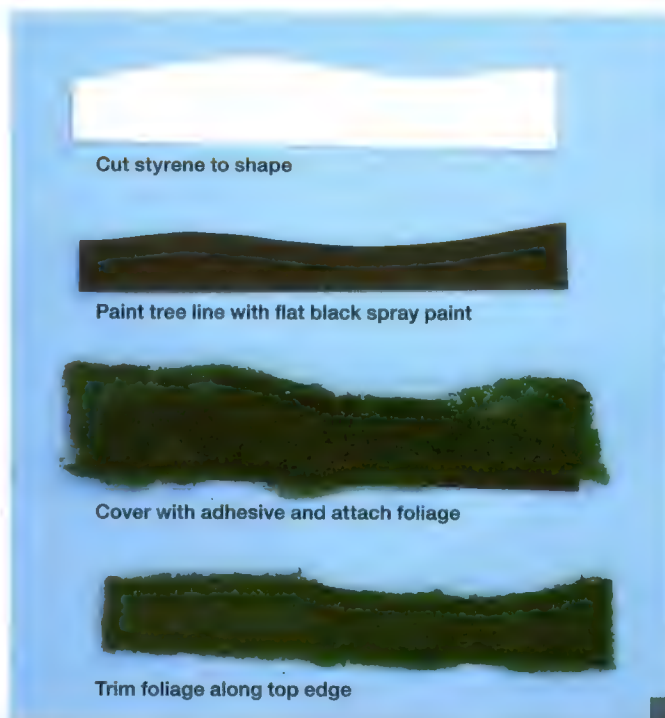 Cut styrene to shape
Paint tree line with flat black spray paint
Cover with adhesive and attach foliage
Trim foliage along top edge